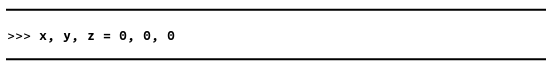 >>> x, y, z = 0, 0, 0